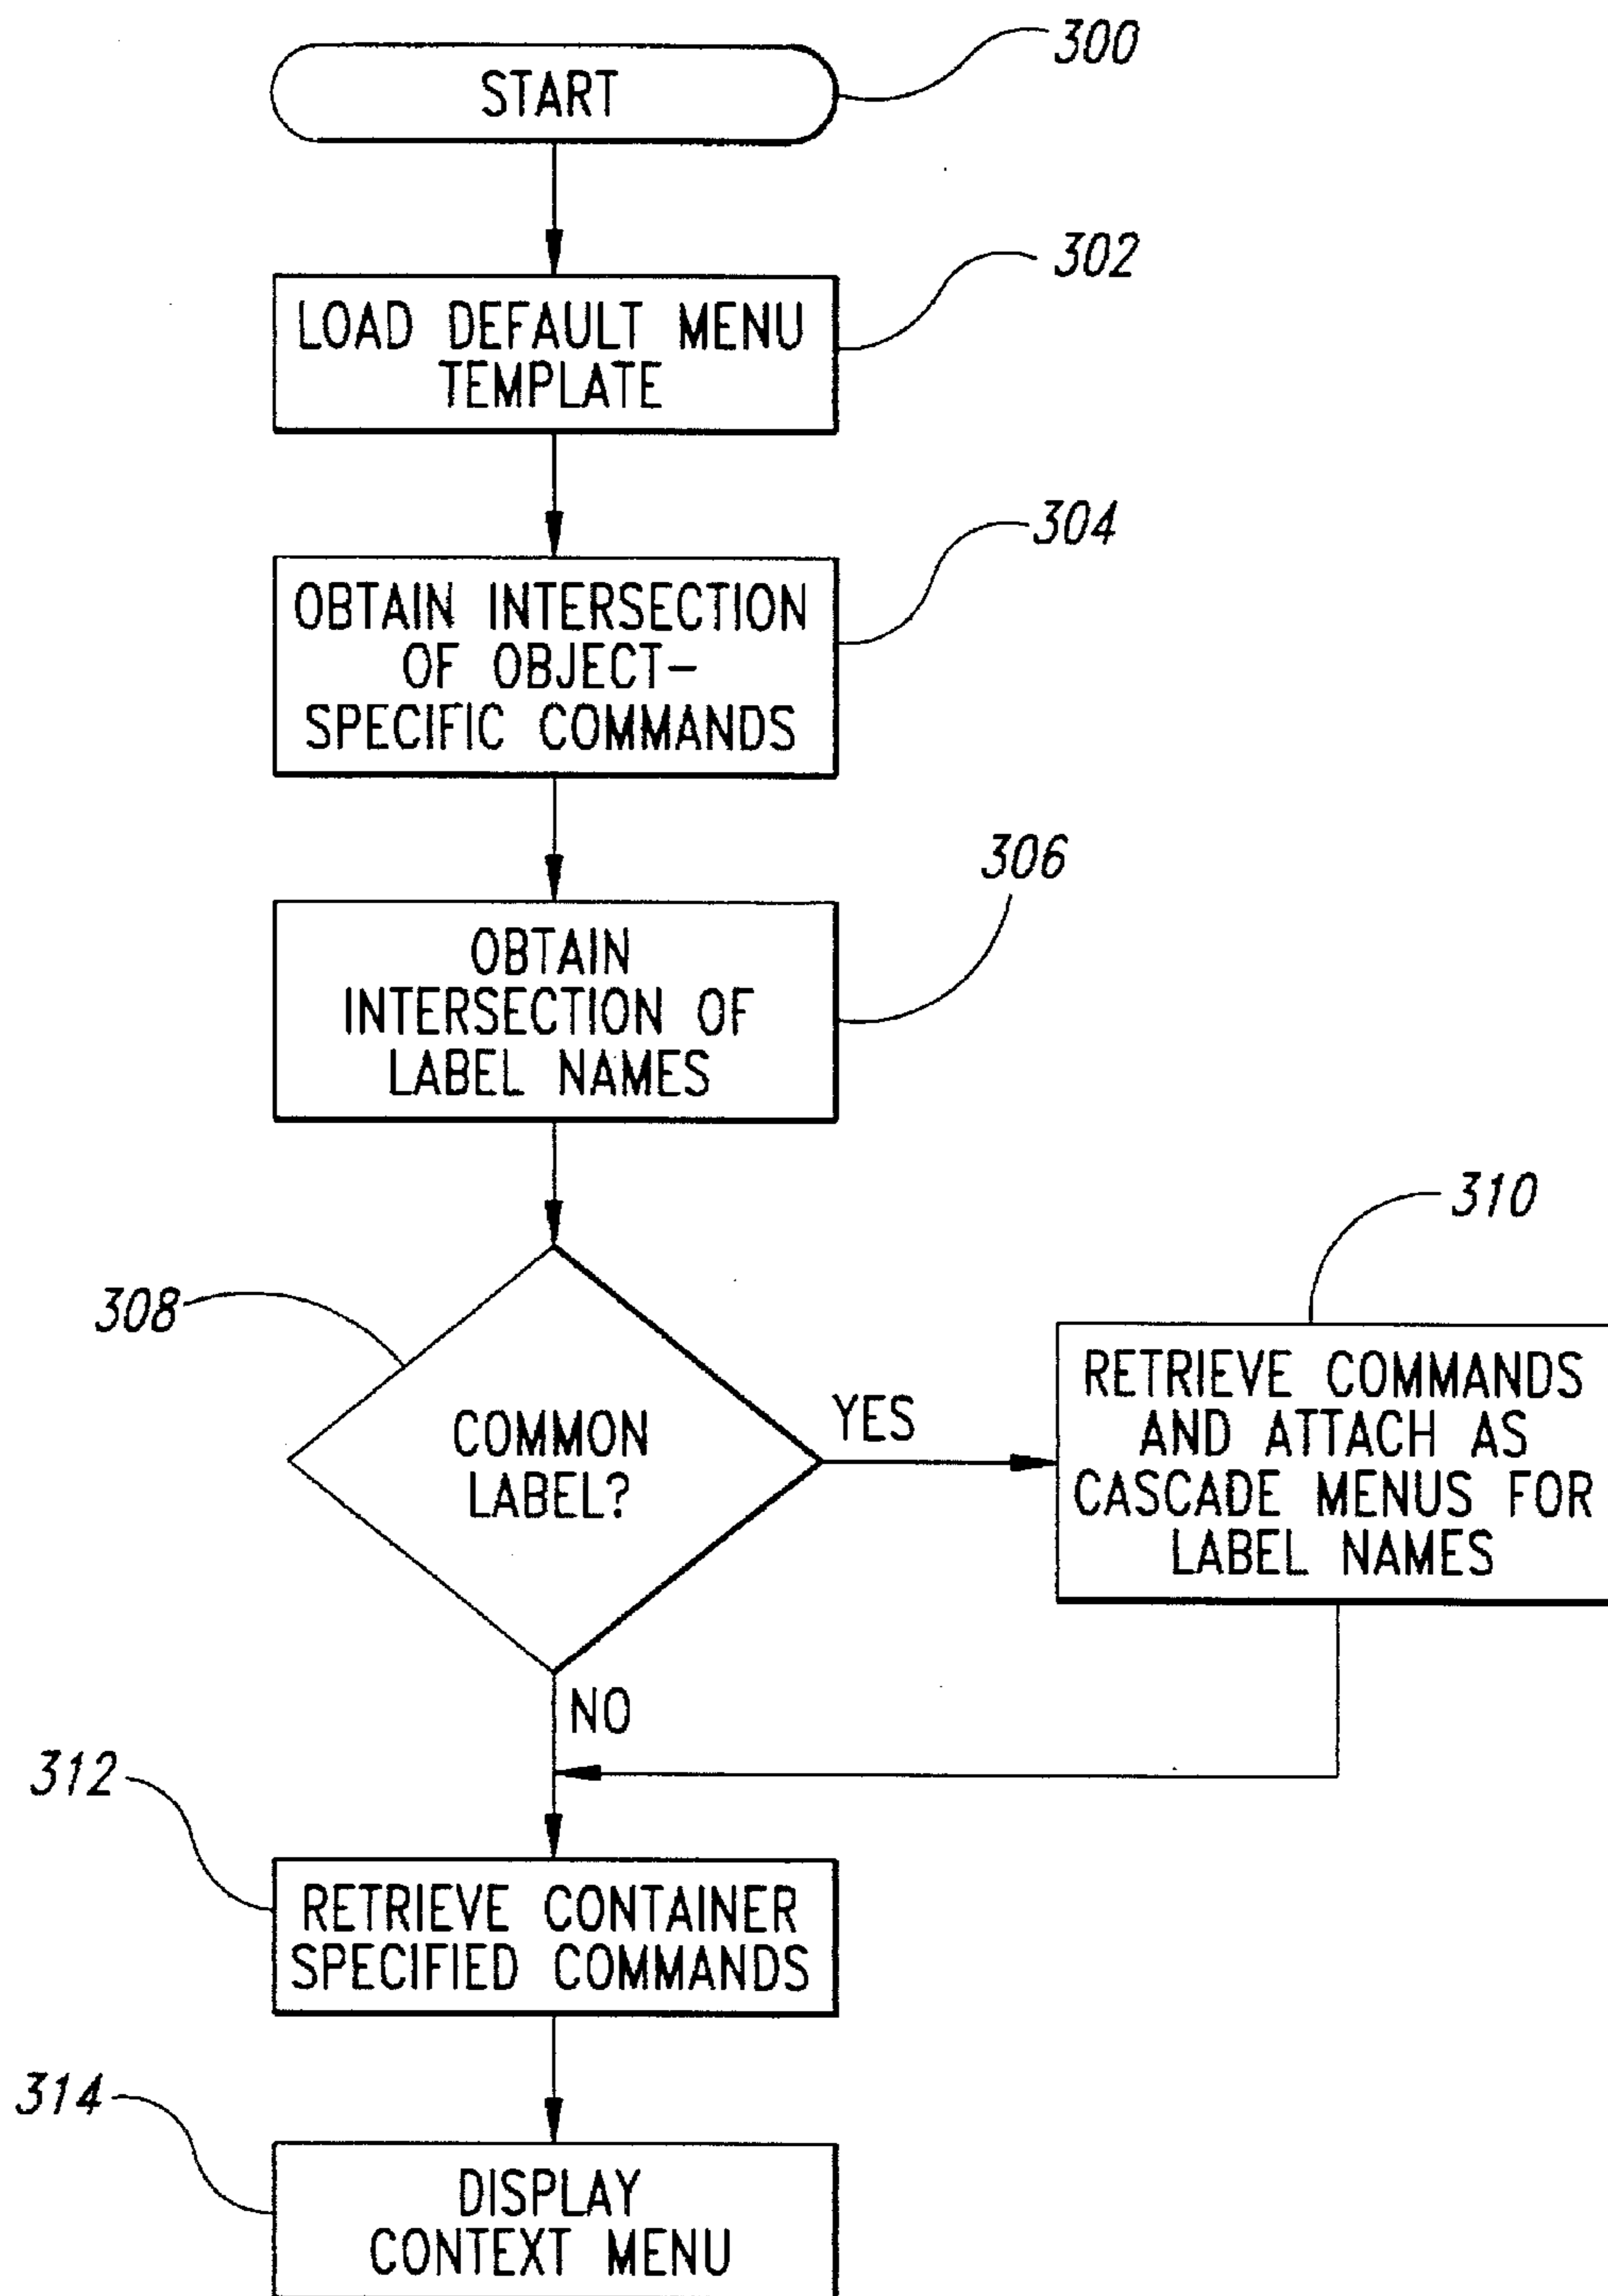 START
300
LOAD DEFAULT MENU
TEMPLATE
302
OBTAIN INTERSECTION
OF OBJECT-
SPECIFIC COMMANDS
304
OBTAIN
INTERSECTION OF
LABEL NAMES
306
308
COMMON
LABEL?
YES
310
RETRIEVE COMMANDS
AND ATTACH AS
CASCADE MENUS FOR
LABEL NAMES
NO
312
RETRIEVE CONTAINER
SPECIFIED COMMANDS
314
DISPLAY
CONTEXT MENU